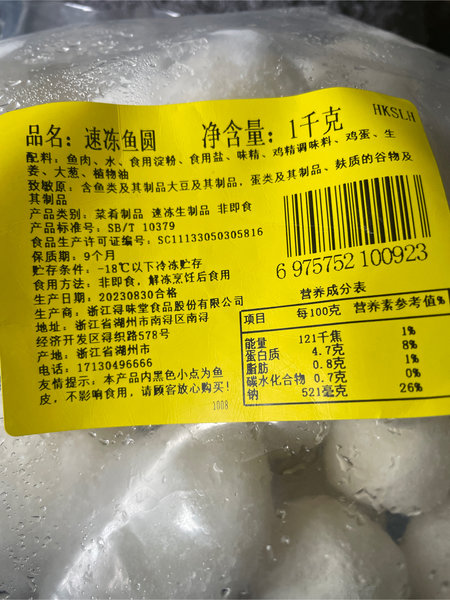 HKSLH
品名：速冻鱼圆 净含量：1千克
配料：鱼肉、水、食用淀粉、食用盐、味精、鸡精调味料、鸡蛋、生
姜、大葱、植物油
致敏原：含鱼类及其制品大豆及其制品，蛋类及其制品、麸质的谷物及
其制品
产品类别：菜肴制品 速冻生制品 非即食
产品标准号：SB/T 10379
食品生产许可证编号：SC11133050305816
保质期：9个月
贮存条件：-18℃以下冷冻贮存
食用方法：非即食，解冻烹饪后食用
生产日期：20230830合格
生产商：浙江得味堂食品股份有限公司
地址：浙江省湖州市南得区南得
经济开发区得织路578号
产地：浙江省湖州市
电话：17130496666
友情提示：本产品内黑色小点为鱼
皮，不影响食用，请顾客放心购买！
1008
6 975752 100923
营养成分表
项目 每100克 营养素参考值%
能量 121千焦 1%
蛋白质 4.7克 8%
脂肪 0.8克 1%
碳水化合物 0.7克 0%
钠 521毫克 26%